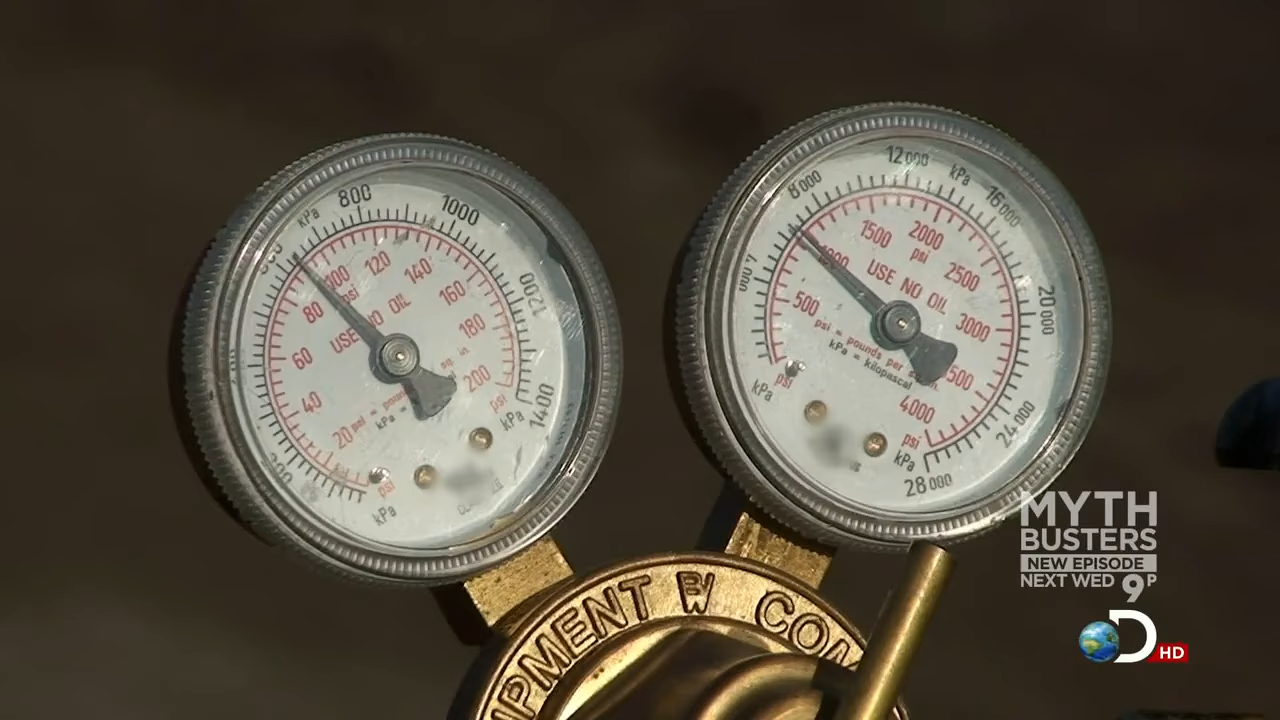 kPa
800
1000
1200
1400
kPa
100
120
140
160
180
200
psi
80
60
40
20
psi
USE NO OIL
psi
kPa
8000
12000
kPa
16000
20000
24000
28000
kPa
500
1500
2000
psi
2500
3000
4000
psi
USE NO OIL
psi = pounds per
kPa = kilopascal
psi
kPa
MYTH
BUSTERS
NEW EPISODE
NEXT WED 9P
D HD